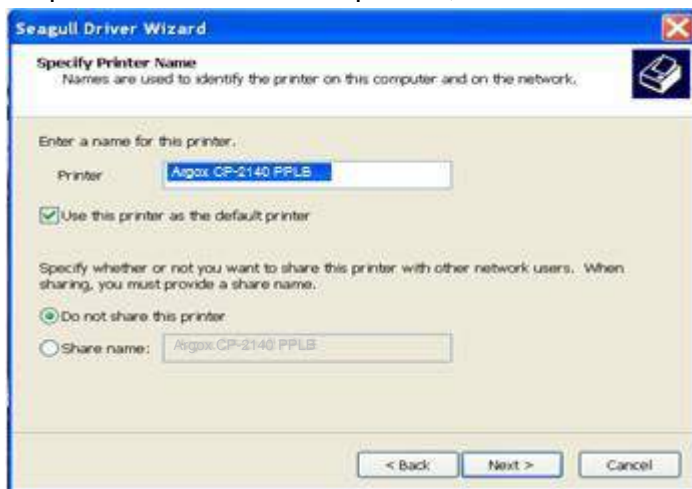 Seagull Driver Wizard
Specify Printer Name
Names are used to identify the printer on this computer and on the network.
Enter a name for this printer.
Printer
Argox CP-2140 PPLB
Use this printer as the default printer
Specify whether or not you want to share this printer with other network users. When
sharing, you must provide a share name.
Do not share this printer
Share name:
Argox CP-2140 PPLB
< Back
Next >
Cancel